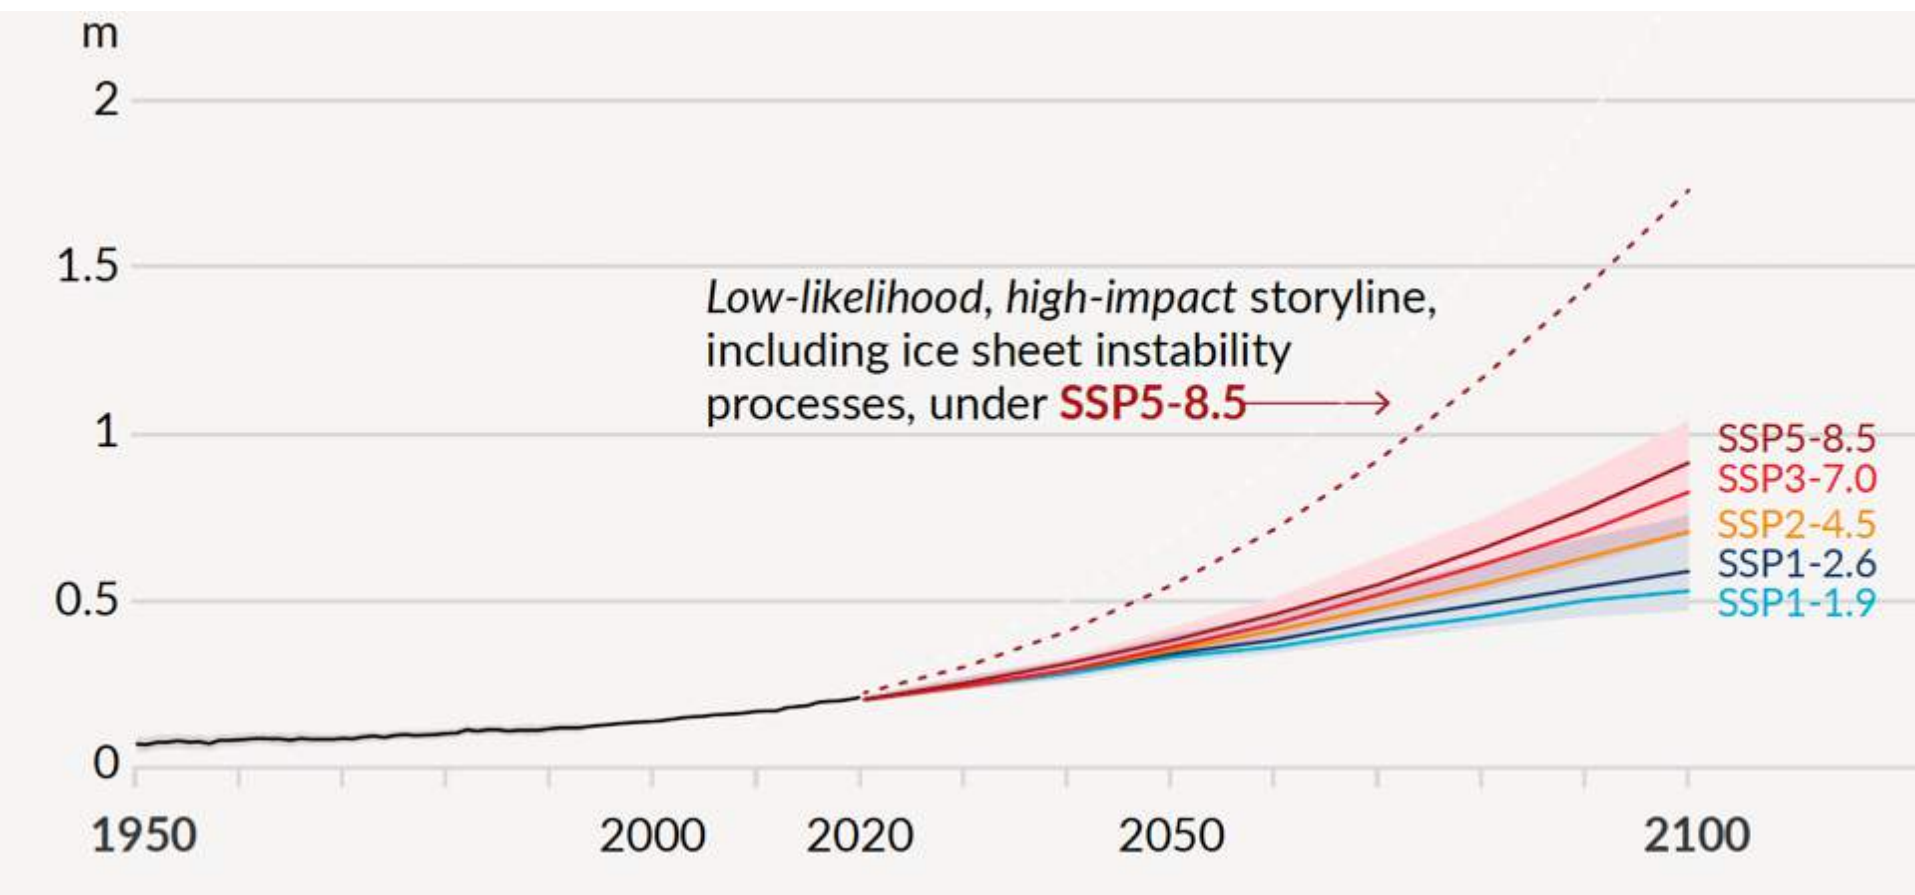 m
2
1.5
Low-likelihood, high-impact storyline,
including ice sheet instability
processes, under SSP5-8.5
1
SSP5-8.5
SSP3-7.0
SSP2-4.5
SSP1-2.6
0.5
SSP1-1.9
0
1950 2000 2020 2050 2100